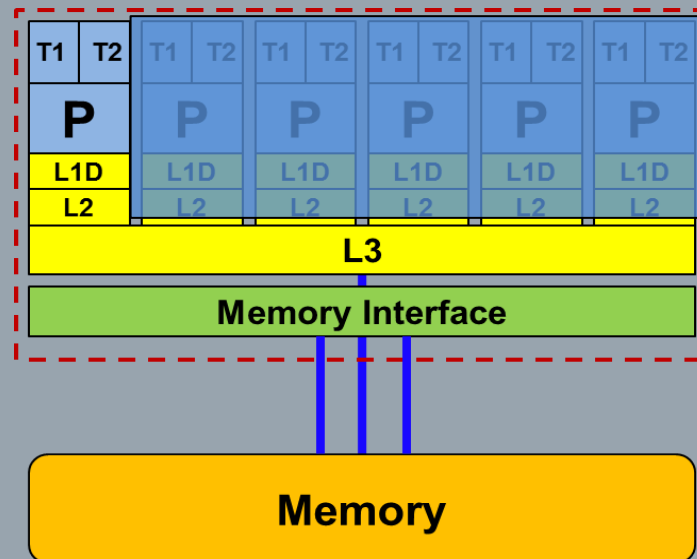 T1 T2 T1 T2 T1 T2 T1 T2 T1 T2 T1 T2
P P P P P P
L1D L1D L1D L1D L1D L1D
L2 L2 L2 L2 L2 L2
L3
Memory Interface
Memory